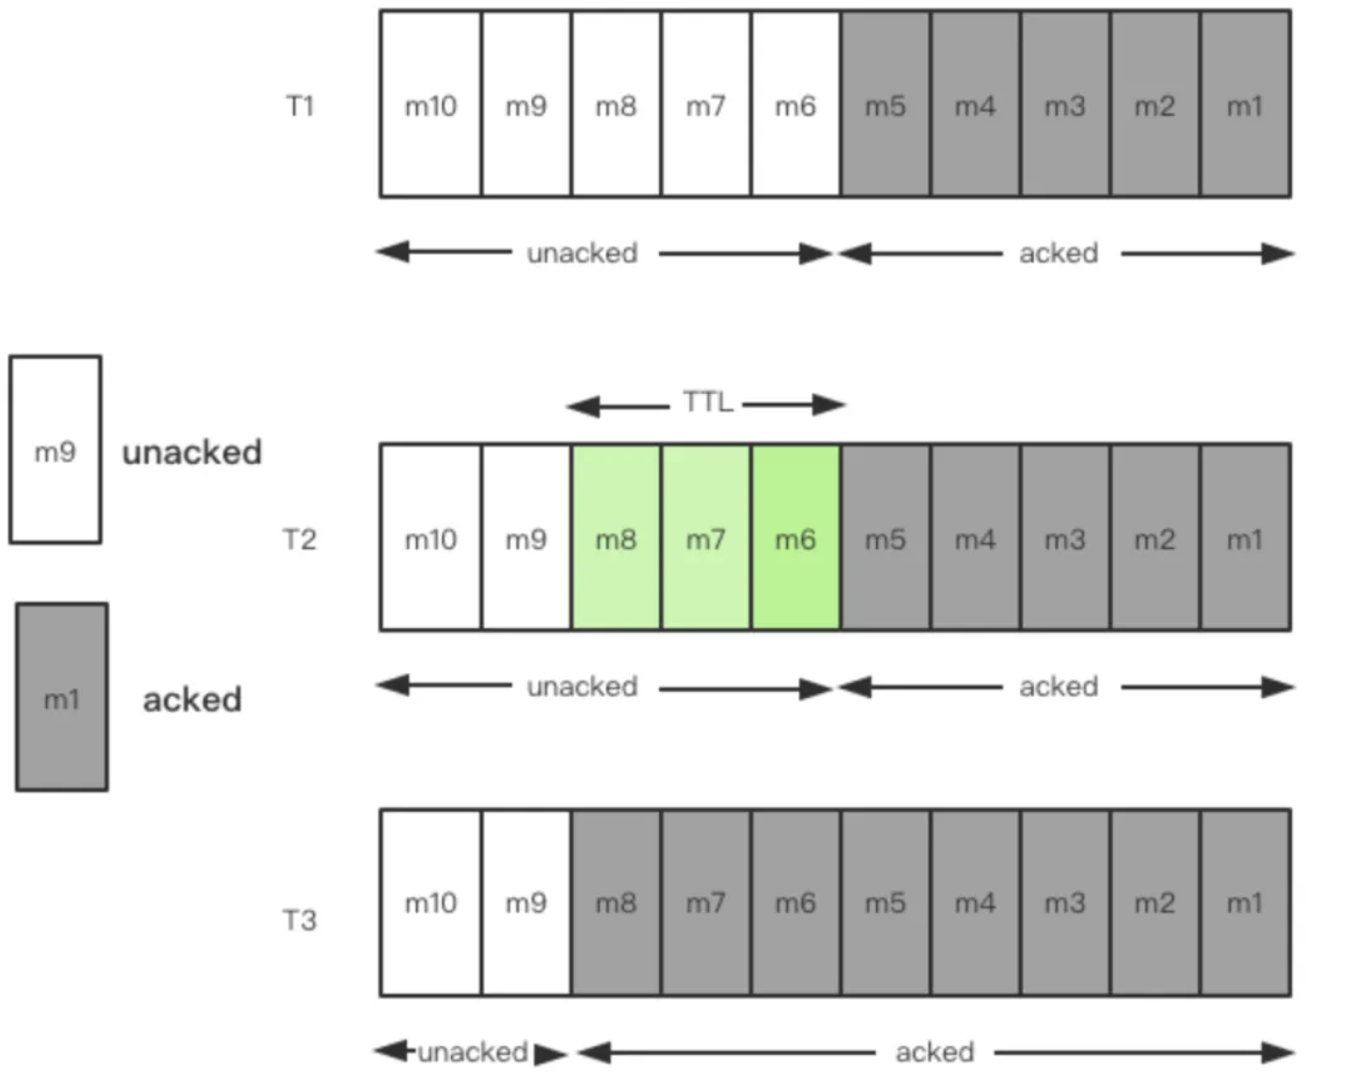 T1 m10 m9 m8 m7 m6 m5 m4 m3 m2 m1
unacked acked
TTL
m9 unacked
T2 m10 m9 m8 m7 m6 m5 m4 m3 m2 m1
unacked acked
m1 acked
T3 m10 m9 m8 m7 m6 m5 m4 m3 m2 m1
unacked acked